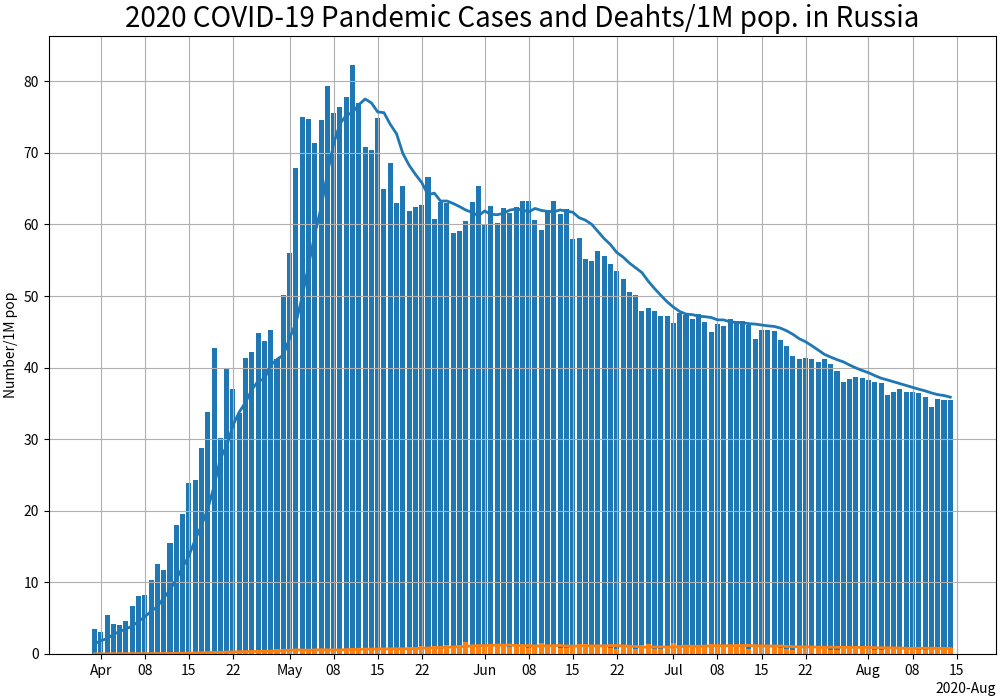 2020 COVID-19 Pandemic Cases and Deahts/1M pop. in Russia
Number/1M pop
80
70
60
50
40
30
20
10
0
Apr 08 15 22 May 08 15 22 Jun 08 15 22 Jul 08 15 22 Aug 08 15
2020-Aug